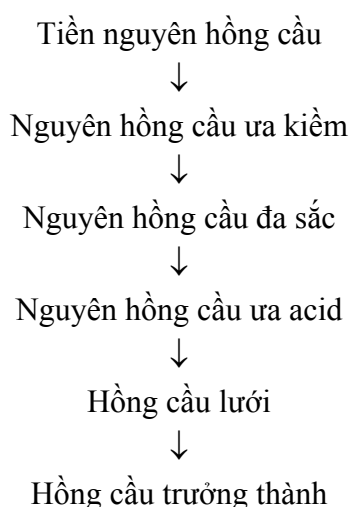 Tiền nguyên hồng cầu
↓
Nguyên hồng cầu ưa kiềm
↓
Nguyên hồng cầu đa sắc
↓
Nguyên hồng cầu ưa acid
↓
Hồng cầu lưới
↓
Hồng cầu trưởng thành